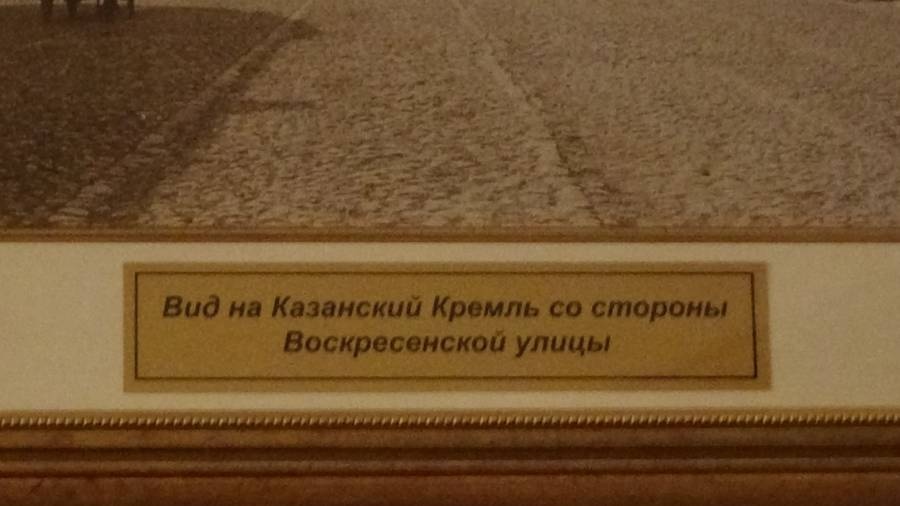 Вид на Казанский Кремль со стороны
Воскресенской улицы